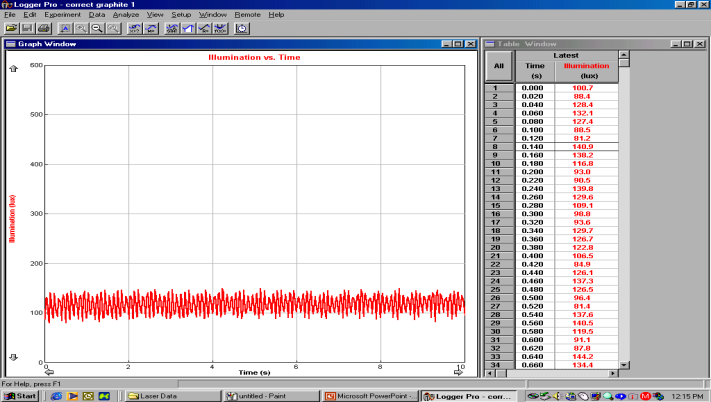 Logger Pro - correct graphite 1
File Edit Experiment Data Analyze View Setup Window Remote Help
Graph Window
Illumination vs. Time
Illumination (lux)
600
500
400
300
200
100
0
0 2 4 6 8 10
Time (s)
Table Window
Latest
All Time Illumination
(s) (lux)
1 0.000 100.7
2 0.020 88.4
3 0.040 128.4
4 0.060 132.1
5 0.080 127.4
6 0.100 88.5
7 0.120 81.2
8 0.140 140.9
9 0.160 138.2
10 0.180 116.8
11 0.200 93.0
12 0.220 90.5
13 0.240 139.8
14 0.260 129.6
15 0.280 109.1
16 0.300 98.8
17 0.320 93.6
18 0.340 129.7
19 0.360 126.7
20 0.380 122.8
21 0.400 106.5
22 0.420 84.9
23 0.440 126.1
24 0.460 137.3
25 0.480 126.5
26 0.500 96.4
27 0.520 81.4
28 0.540 137.6
29 0.560 140.5
30 0.580 119.5
31 0.600 91.1
32 0.620 87.8
33 0.640 144.2
34 0.660 134.4
For Help, press F1
Start Laser Data untitled - Paint Microsoft PowerPoint -... Logger Pro - corr... 12:15 PM